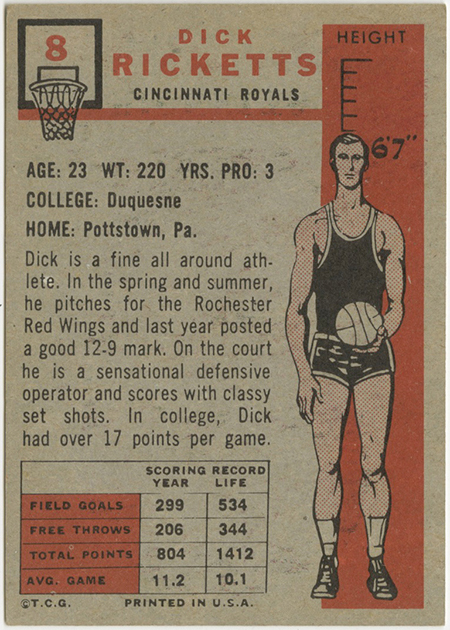 8
DICK
RICKETTS
CINCINNATI ROYALS
HEIGHT
6'7"
AGE: 23 WT: 220 YRS. PRO: 3
COLLEGE: Duquesne
HOME: Pottstown, Pa.
Dick is a fine all around ath-
lete. In the spring and summer,
he pitches for the Rochester
Red Wings and last year posted
a good 12-9 mark. On the court
he is a sensational defensive
operator and scores with classy
set shots. In college, Dick
had over 17 points per game.
SCORING RECORD
YEAR LIFE
FIELD GOALS 299 534
FREE THROWS 206 344
TOTAL POINTS 804 1412
AVG. GAME 11.2 10.1
©T.C.G. PRINTED IN U.S.A.